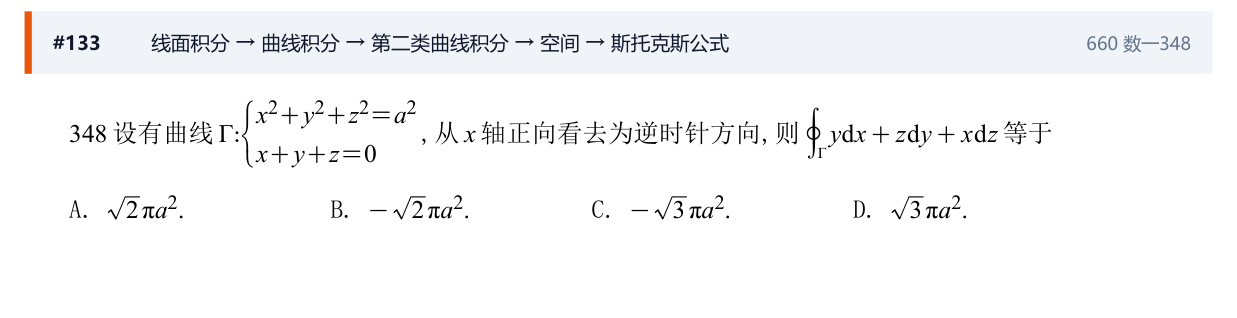 #133 线面积分 → 曲线积分 → 第二类曲线积分 → 空间 → 斯托克斯公式 660 数一348
348 设有曲线 Γ:{x²+y²+z²=a², x+y+z=0, 从 x 轴正向看去为逆时针方向, 则 ∮_Γ ydx + zdy + xdz 等于
A. √2πa². B. −√2πa². C. −√3πa². D. √3πa².